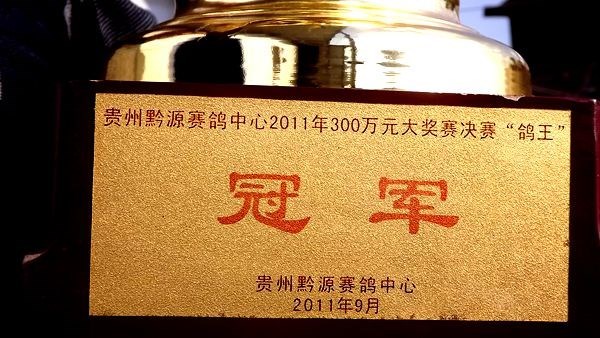 贵州黔源赛鸽中心2011年300万元大奖赛决赛“鸽王”
冠军
贵州黔源赛鸽中心
2011年9月